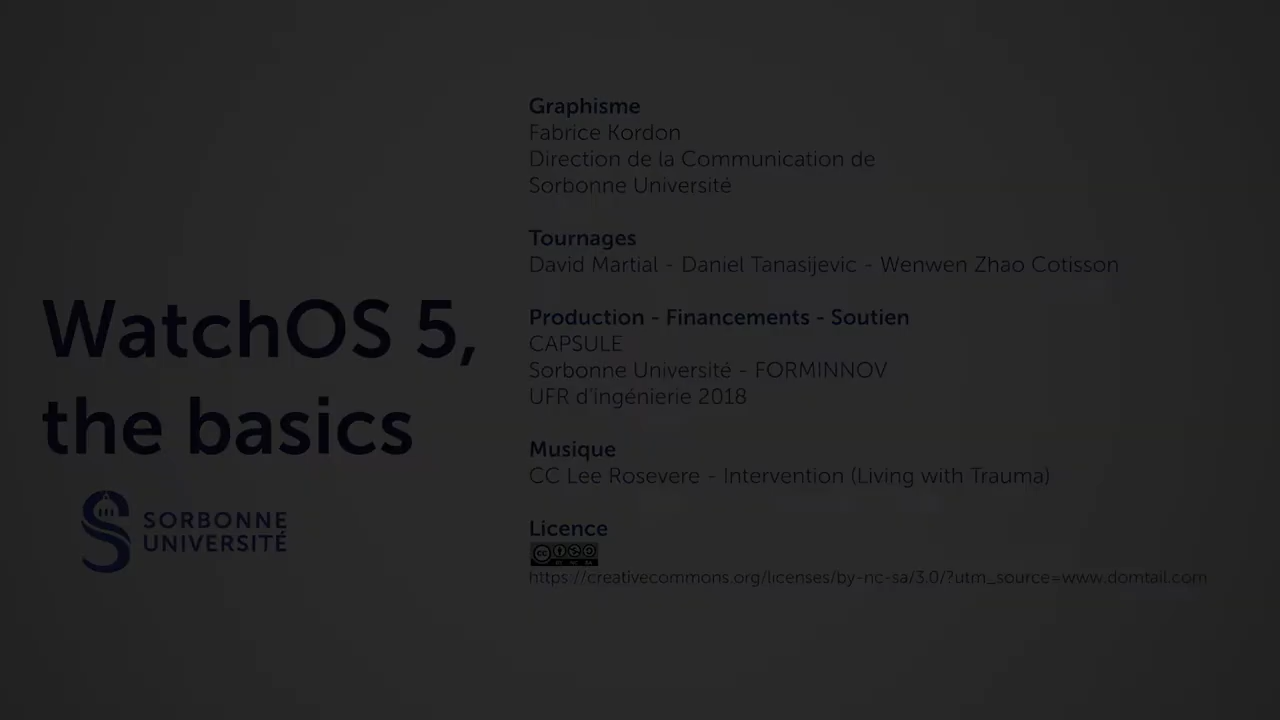 WatchOS 5,
the basics
SORBONNE
UNIVERSITÉ
Graphisme
Fabrice Kordon
Direction de la Communication de
Sorbonne Université
Tournages
David Martial - Daniel Tanasijevic - Wenwen Zhao Cotisson
Production - Financements - Soutien
CAPSULE
Sorbonne Université - FORMINNOV
UFR d'ingénierie 2018
Musique
CC Lee Rosevere - Intervention (Living with Trauma)
Licence
https://creativecommons.org/licenses/by-nc-sa/3.0/?utm_source=www.domtail.com